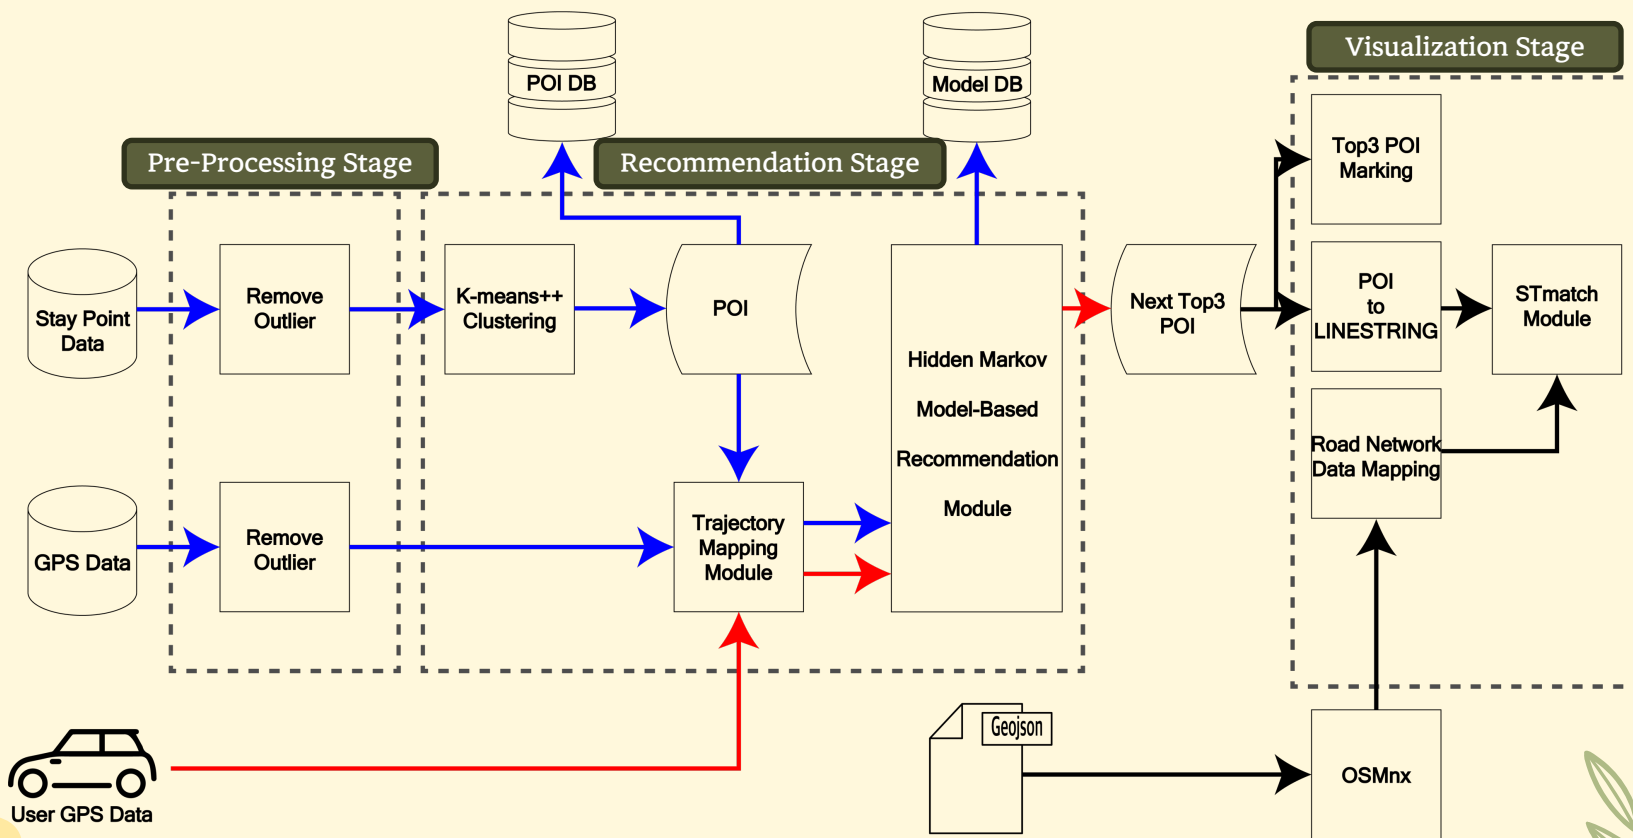 POI DB
Model DB
Visualization Stage
Pre-Processing Stage
Recommendation Stage
Top3 POI
Marking
Stay Point
Data
Remove
Outlier
K-means++
Clustering
POI
Next Top3
POI
POI
to
LINESTRING
STmatch
Module
Hidden Markov
Model-Based
Recommendation
Module
Road Network
Data Mapping
GPS Data
Remove
Outlier
Trajectory
Mapping
Module
User GPS Data
Geojson
OSMnx